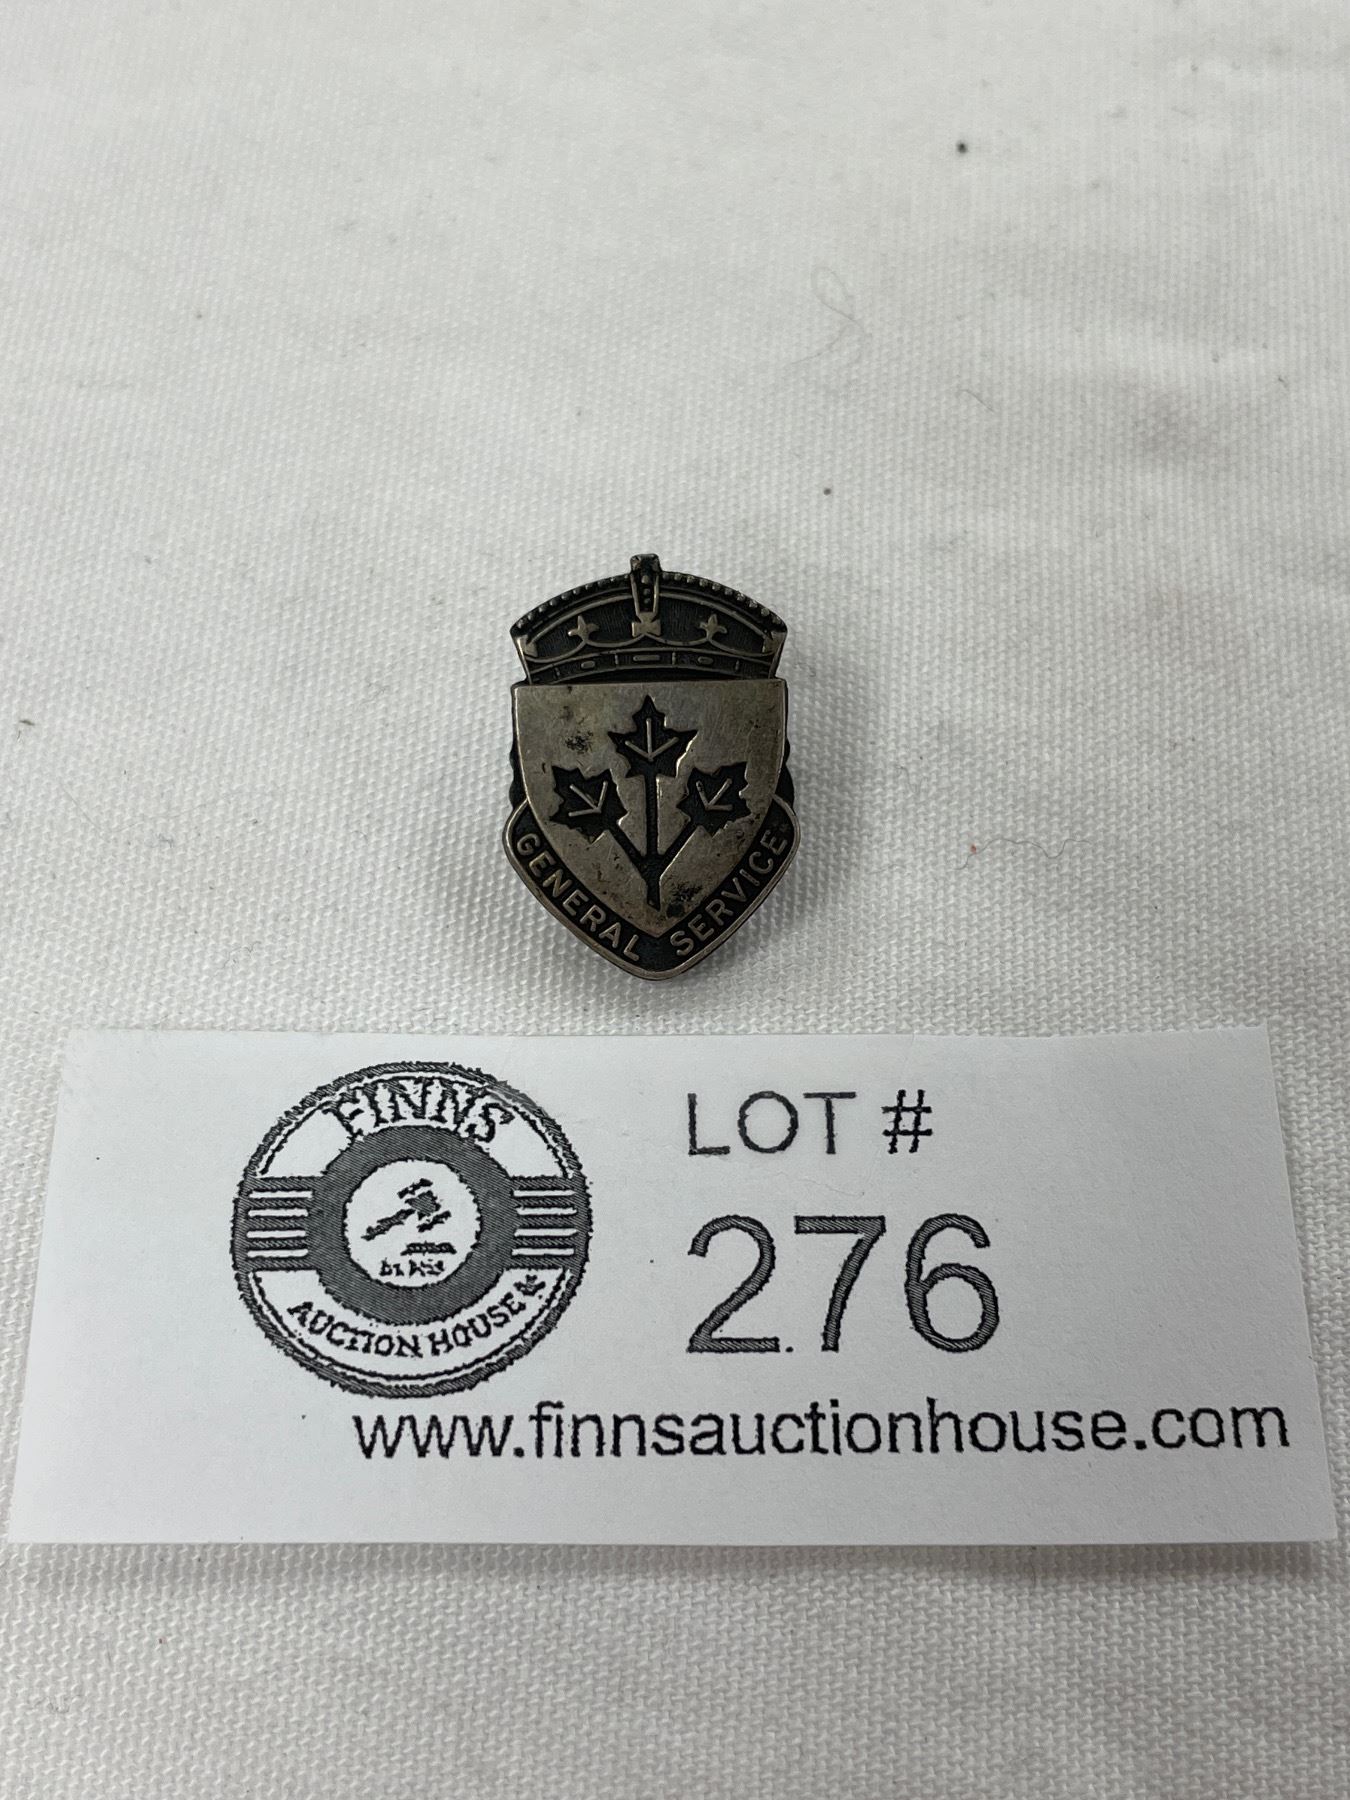 GENERAL SERVICE
FINNS
AUCTION HOUSE
LOT #
276
www.finnsauctionhouse.com